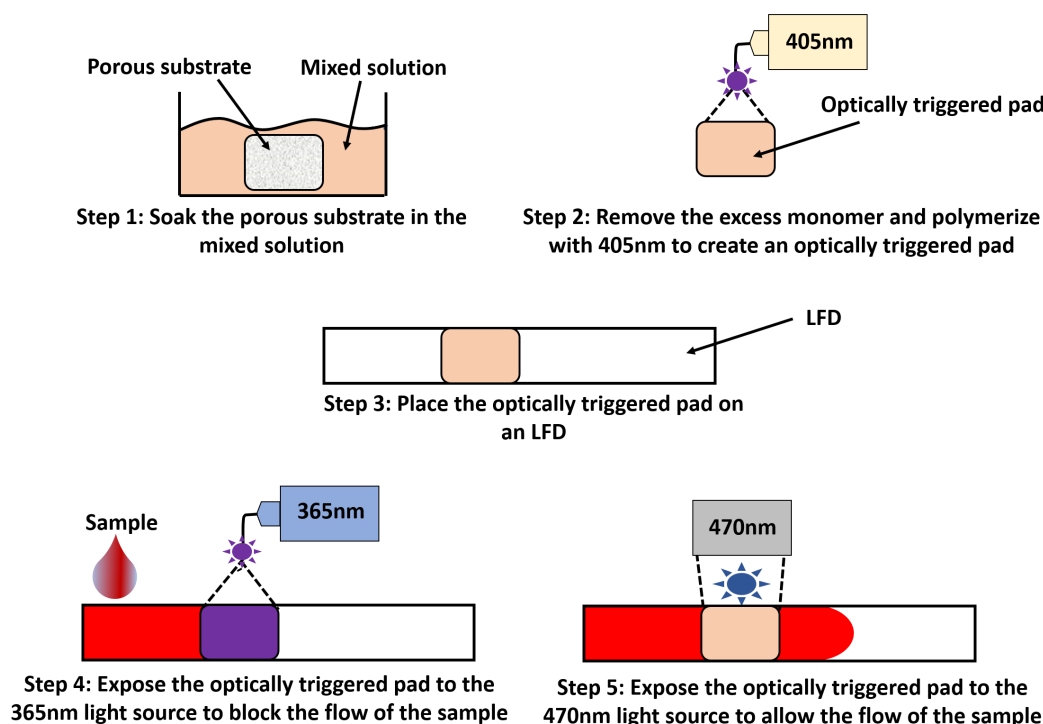 405nm
Porous substrate
Mixed solution
Optically triggered pad
Step 1: Soak the porous substrate in the
mixed solution
Step 2: Remove the excess monomer and polymerize
with 405nm to create an optically triggered pad
LFD
Step 3: Place the optically triggered pad on
an LFD
365nm
Sample
470nm
Step 4: Expose the optically triggered pad to the
365nm light source to block the flow of the sample
Step 5: Expose the optically triggered pad to the
470nm light source to allow the flow of the sample